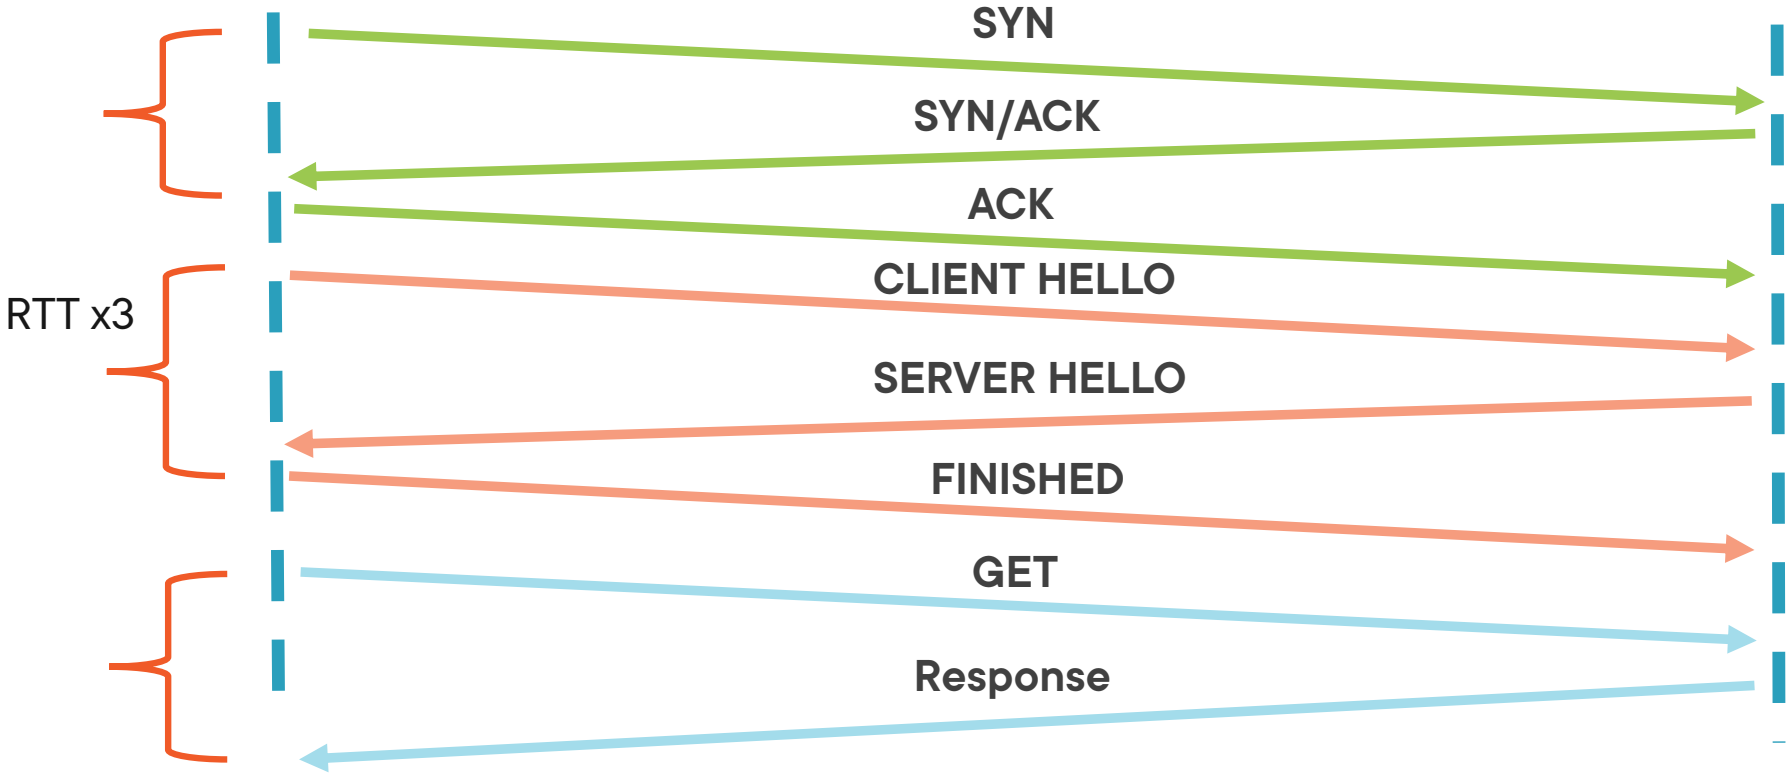 SYN
SYN/ACK
ACK
CLIENT HELLO
RTT x3
SERVER HELLO
FINISHED
GET
Response